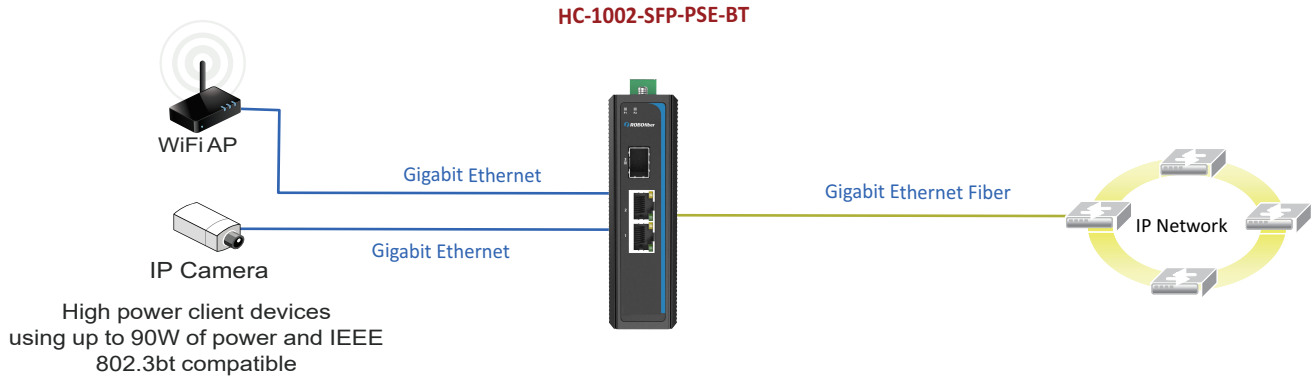 HC-1002-SFP-PSE-BT
WiFi AP
ROBOfiber
Gigabit Ethernet
Gigabit Ethernet Fiber
IP Network
Gigabit Ethernet
IP Camera
High power client devices
using up to 90W of power and IEEE
802.3bt compatible